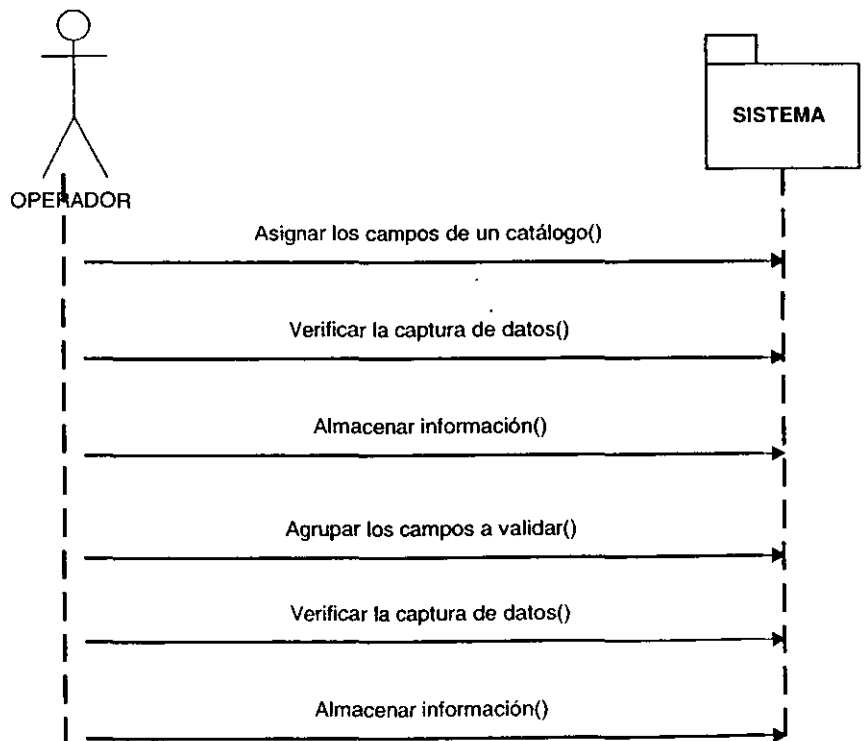 SISTEMA
OPERADOR
Asignar los campos de un catálogo()
Verificar la captura de datos()
Almacenar información()
Agrupar los campos a validar()
Verificar la captura de datos()
Almacenar información()